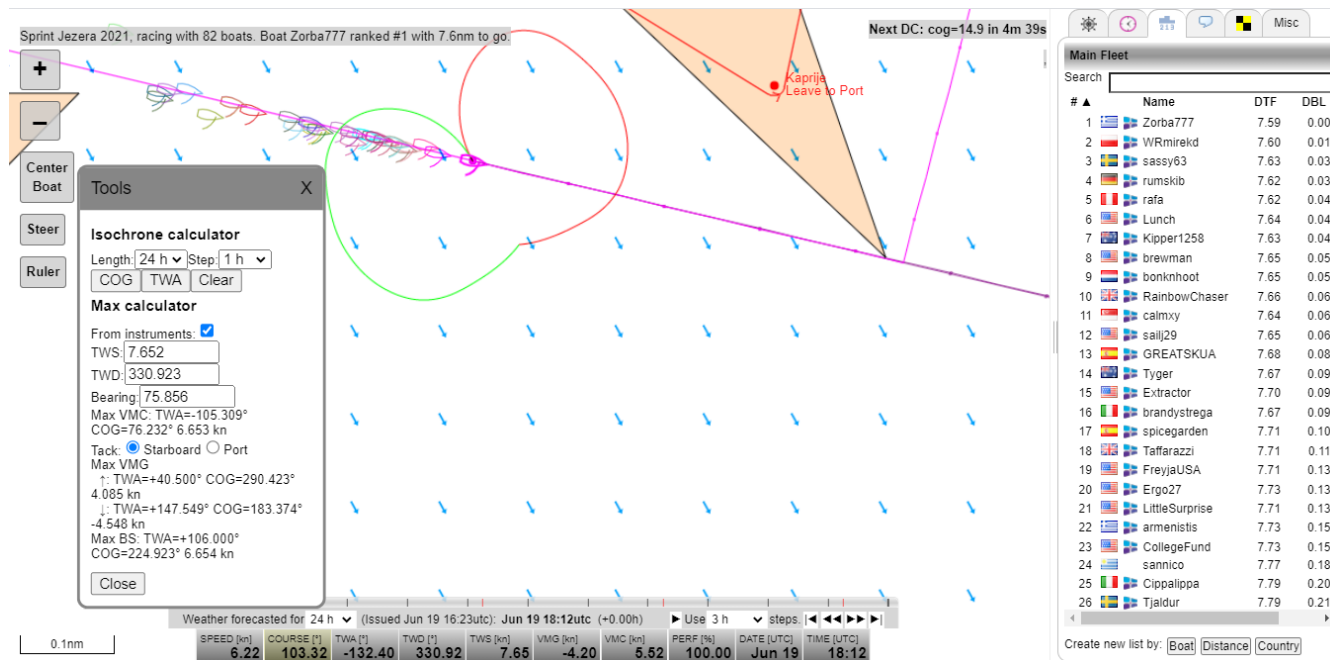 Sprint Jezera 2021, racing with 82 boats. Boat Zorba777 ranked #1 with 7.6nm to go.
Next DC: cog=14.9 in 4m 39s
+
−
Center
Boat
Steer
Ruler
Kaprije
Leave to Port
Tools X
Isochrone calculator
Length: 24 h Step: 1 h
COG TWA Clear
Max calculator
From instruments:
TWS: 7.652
TWD: 330.923
Bearing: 75.856
Max VMC: TWA=-105.309°
COG=76.232° 6.653 kn
Tack: Starboard Port
Max VMG
↑: TWA=+40.500° COG=290.423°
4.085 kn
↓: TWA=+147.549° COG=183.374°
-4.548 kn
Max BS: TWA=+106.000°
COG=224.923° 6.654 kn
Close
0.1nm
Weather forecasted for 24 h (Issued Jun 19 16:23utc): Jun 19 18:12utc (+0.00h) Use 3 h steps.
SPEED [kn] COURSE [°] TWA [°] TWD [°] TWS [kn] VMG [kn] VMC [kn] PERF [%] DATE [UTC] TIME [UTC]
6.22 103.32 -132.40 330.92 7.65 -4.20 5.52 100.00 Jun 19 18:12
Misc
Main Fleet
Search
# ▲ Name DTF DBL
1 Zorba777 7.59 0.00
2 WRmirekd 7.60 0.01
3 sassy63 7.63 0.03
4 rumskib 7.62 0.03
5 rafa 7.62 0.04
6 Lunch 7.64 0.04
7 Kipper1258 7.63 0.04
8 brewman 7.65 0.05
9 bonknhoot 7.65 0.05
10 RainbowChaser 7.66 0.06
11 calmxy 7.64 0.06
12 sailj29 7.65 0.06
13 GREATSKUA 7.68 0.08
14 Tyger 7.67 0.09
15 Extractor 7.70 0.09
16 brandystrega 7.67 0.09
17 spicegarden 7.71 0.10
18 Taffarazzi 7.71 0.11
19 FreyjaUSA 7.71 0.13
20 Ergo27 7.73 0.13
21 LittleSurprise 7.71 0.13
22 armenistis 7.73 0.15
23 CollegeFund 7.73 0.15
24 sannico 7.77 0.18
25 Cippalippa 7.79 0.20
26 Tjaldur 7.79 0.21
Create new list by: Boat Distance Country